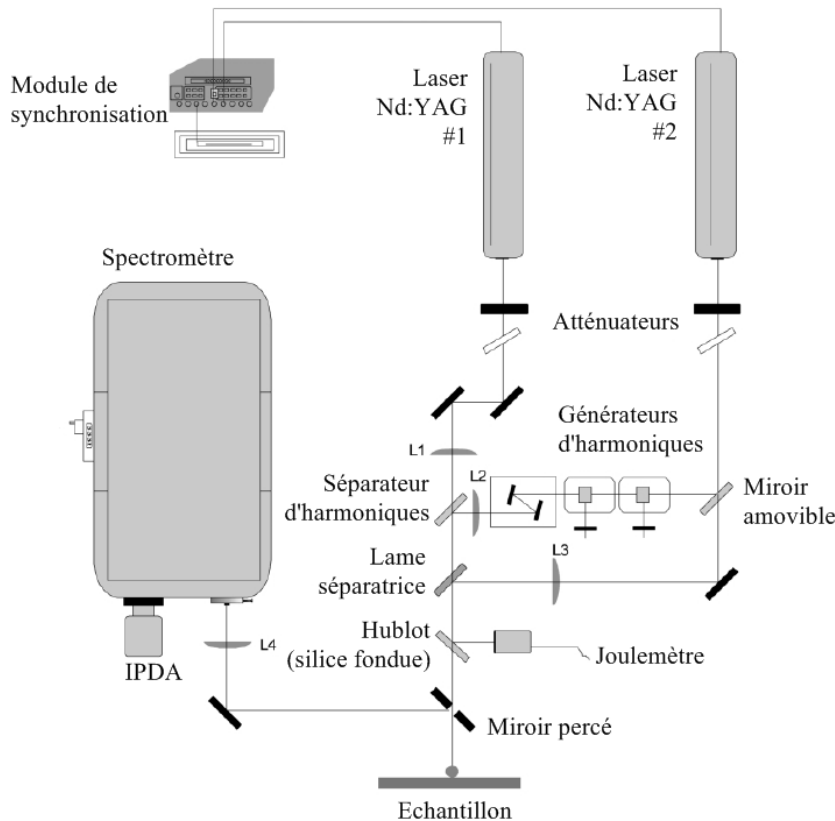 Module de
synchronisation
Laser
Nd:YAG
#1
Laser
Nd:YAG
#2
Spectromètre
Atténuateurs
Générateurs
d'harmoniques
L1
L2
Séparateur
d'harmoniques
Miroir
amovible
L3
Lame
séparatrice
Hublot
(silice fondue)
L4
Joulemètre
IPDA
Miroir percé
Echantillon